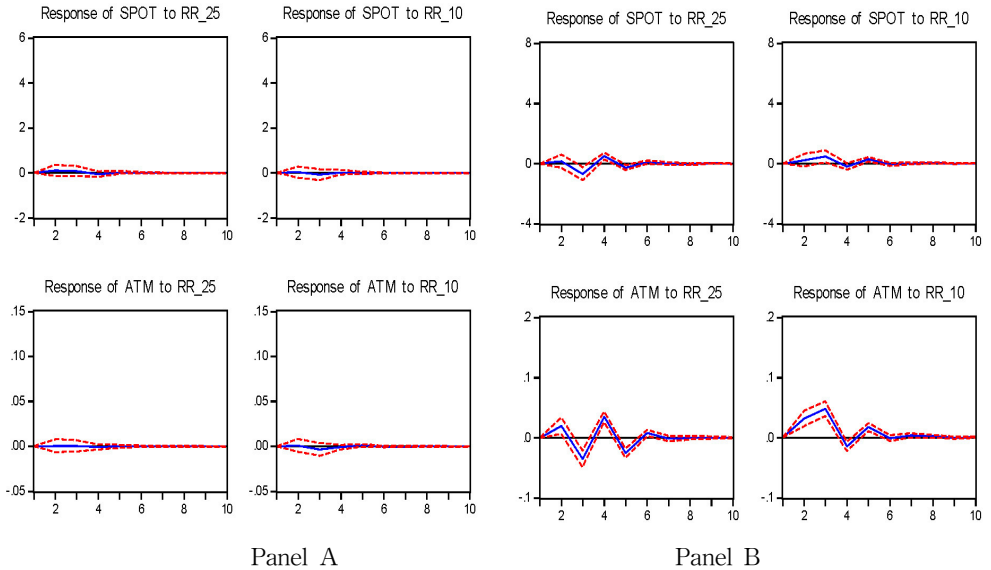 Response of SPOT to RR_25
6
4
2
0
-2
2 4 6 8 10
Response of SPOT to RR_10
6
4
2
0
-2
2 4 6 8 10
Response of ATM to RR_25
.15
.10
.05
.00
-.05
2 4 6 8 10
Response of ATM to RR_10
.15
.10
.05
.00
-.05
2 4 6 8 10
Panel A
Response of SPOT to RR_25
8
4
0
-4
2 4 6 8 10
Response of SPOT to RR_10
8
4
0
-4
2 4 6 8 10
Response of ATM to RR_25
.2
.1
.0
-.1
2 4 6 8 10
Response of ATM to RR_10
.2
.1
.0
-.1
2 4 6 8 10
Panel B